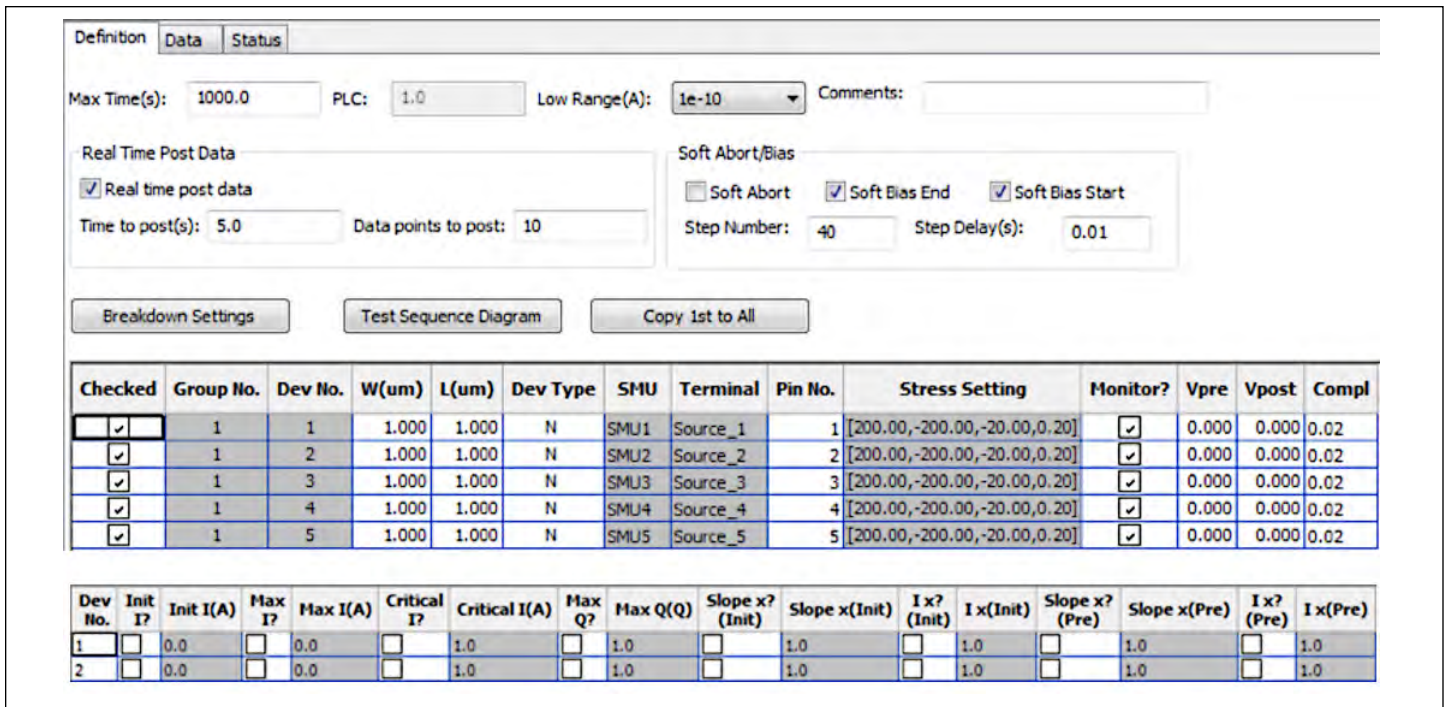 Definition Data Status
Max Time(s): 1000.0 PLC: 1.0 Low Range(A): 1e-10 Comments:
Real Time Post Data Soft Abort/Bias
Real time post data Soft Abort Soft Bias End Soft Bias Start
Time to post(s): 5.0 Data points to post: 10 Step Number: 40 Step Delay(s): 0.01
Breakdown Settings Test Sequence Diagram Copy 1st to All
Checked Group No. Dev No. W(um) L(um) Dev Type SMU Terminal Pin No. Stress Setting Monitor? Vpre Vpost Compl
1 1 1.000 1.000 N SMU1 Source_1 1 [200.00,-200.00,-20.00,0.20] 0.000 0.000 0.02
1 2 1.000 1.000 N SMU2 Source_2 2 [200.00,-200.00,-20.00,0.20] 0.000 0.000 0.02
1 3 1.000 1.000 N SMU3 Source_3 3 [200.00,-200.00,-20.00,0.20] 0.000 0.000 0.02
1 4 1.000 1.000 N SMU4 Source_4 4 [200.00,-200.00,-20.00,0.20] 0.000 0.000 0.02
1 5 1.000 1.000 N SMU5 Source_5 5 [200.00,-200.00,-20.00,0.20] 0.000 0.000 0.02
Dev No. Init I? Init I(A) Max I? Max I(A) Critical I? Critical I(A) Max Q? Max Q(Q) Slope x? (Init) Slope x(Init) I x? (Init) I x(Init) Slope x? (Pre) Slope x(Pre) I x? (Pre) I x(Pre)
1 0.0 0.0 1.0 1.0 1.0 1.0 1.0 1.0
2 0.0 0.0 1.0 1.0 1.0 1.0 1.0 1.0